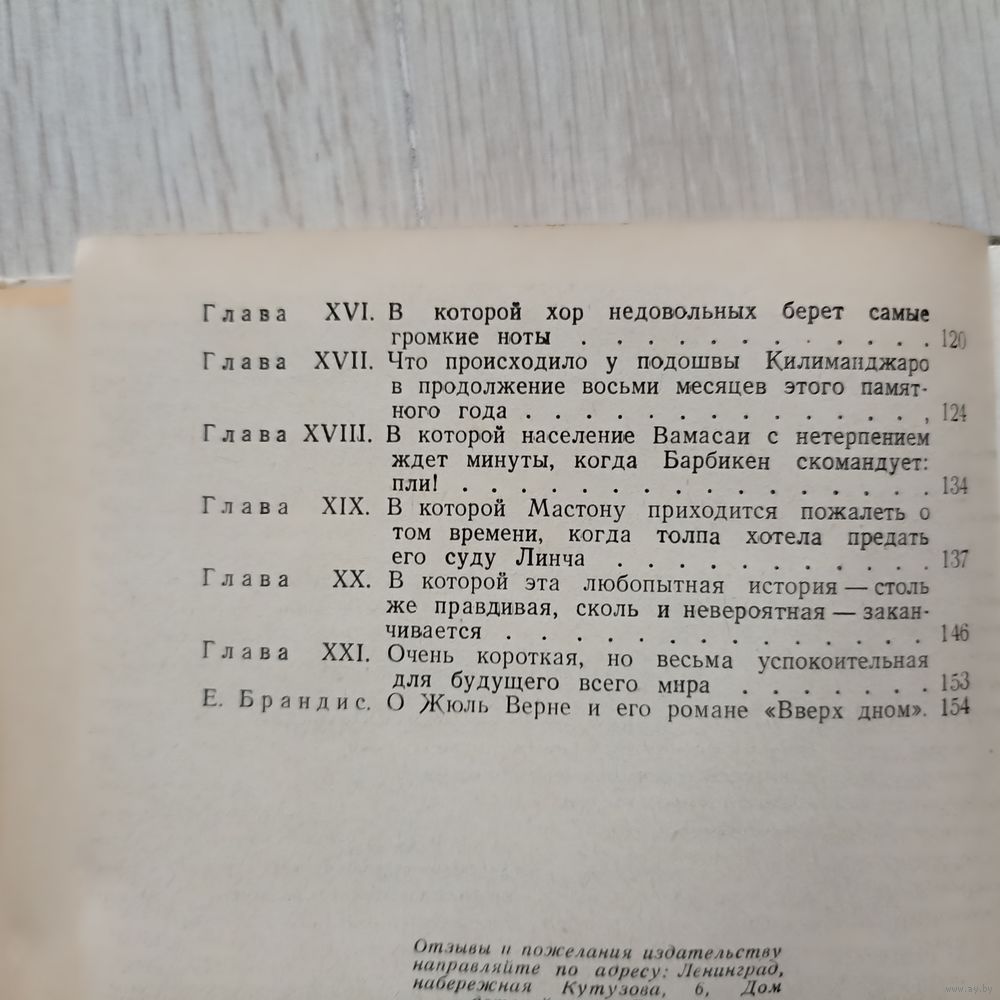 Глава XVI. В которой хор недовольных берет самые
громкие ноты . . . . . . . . . . . . 120
Глава XVII. Что происходило у подошвы Килиманджаро
в продолжение восьми месяцев этого памят-
ного года . . . . . . . . . . . . . . , 124
Глава XVIII. В которой население Вамасаи с нетерпением
ждет минуты, когда Барбикен скомандует:
пли! . . . . . . . . . . . . . . . . 134
Глава XIX. В которой Мастону приходится пожалеть о
том времени, когда толпа хотела предать
его суду Линча . . . . . . . . . . . 137
Глава XX. В которой эта любопытная история — столь
же правдивая, сколь и невероятная — закан-
чивается . . . . . . . . . . . . . . 146
Глава XXI. Очень короткая, но весьма успокоительная
для будущего всего мира . . . . . . . 153
Е. Брандис. О Жюль Верне и его романе «Вверх дном». 154
Отзывы и пожелания издательству
направляйте по адресу: Ленинград,
набережная Кутузова, 6, Дом
www.ay.by